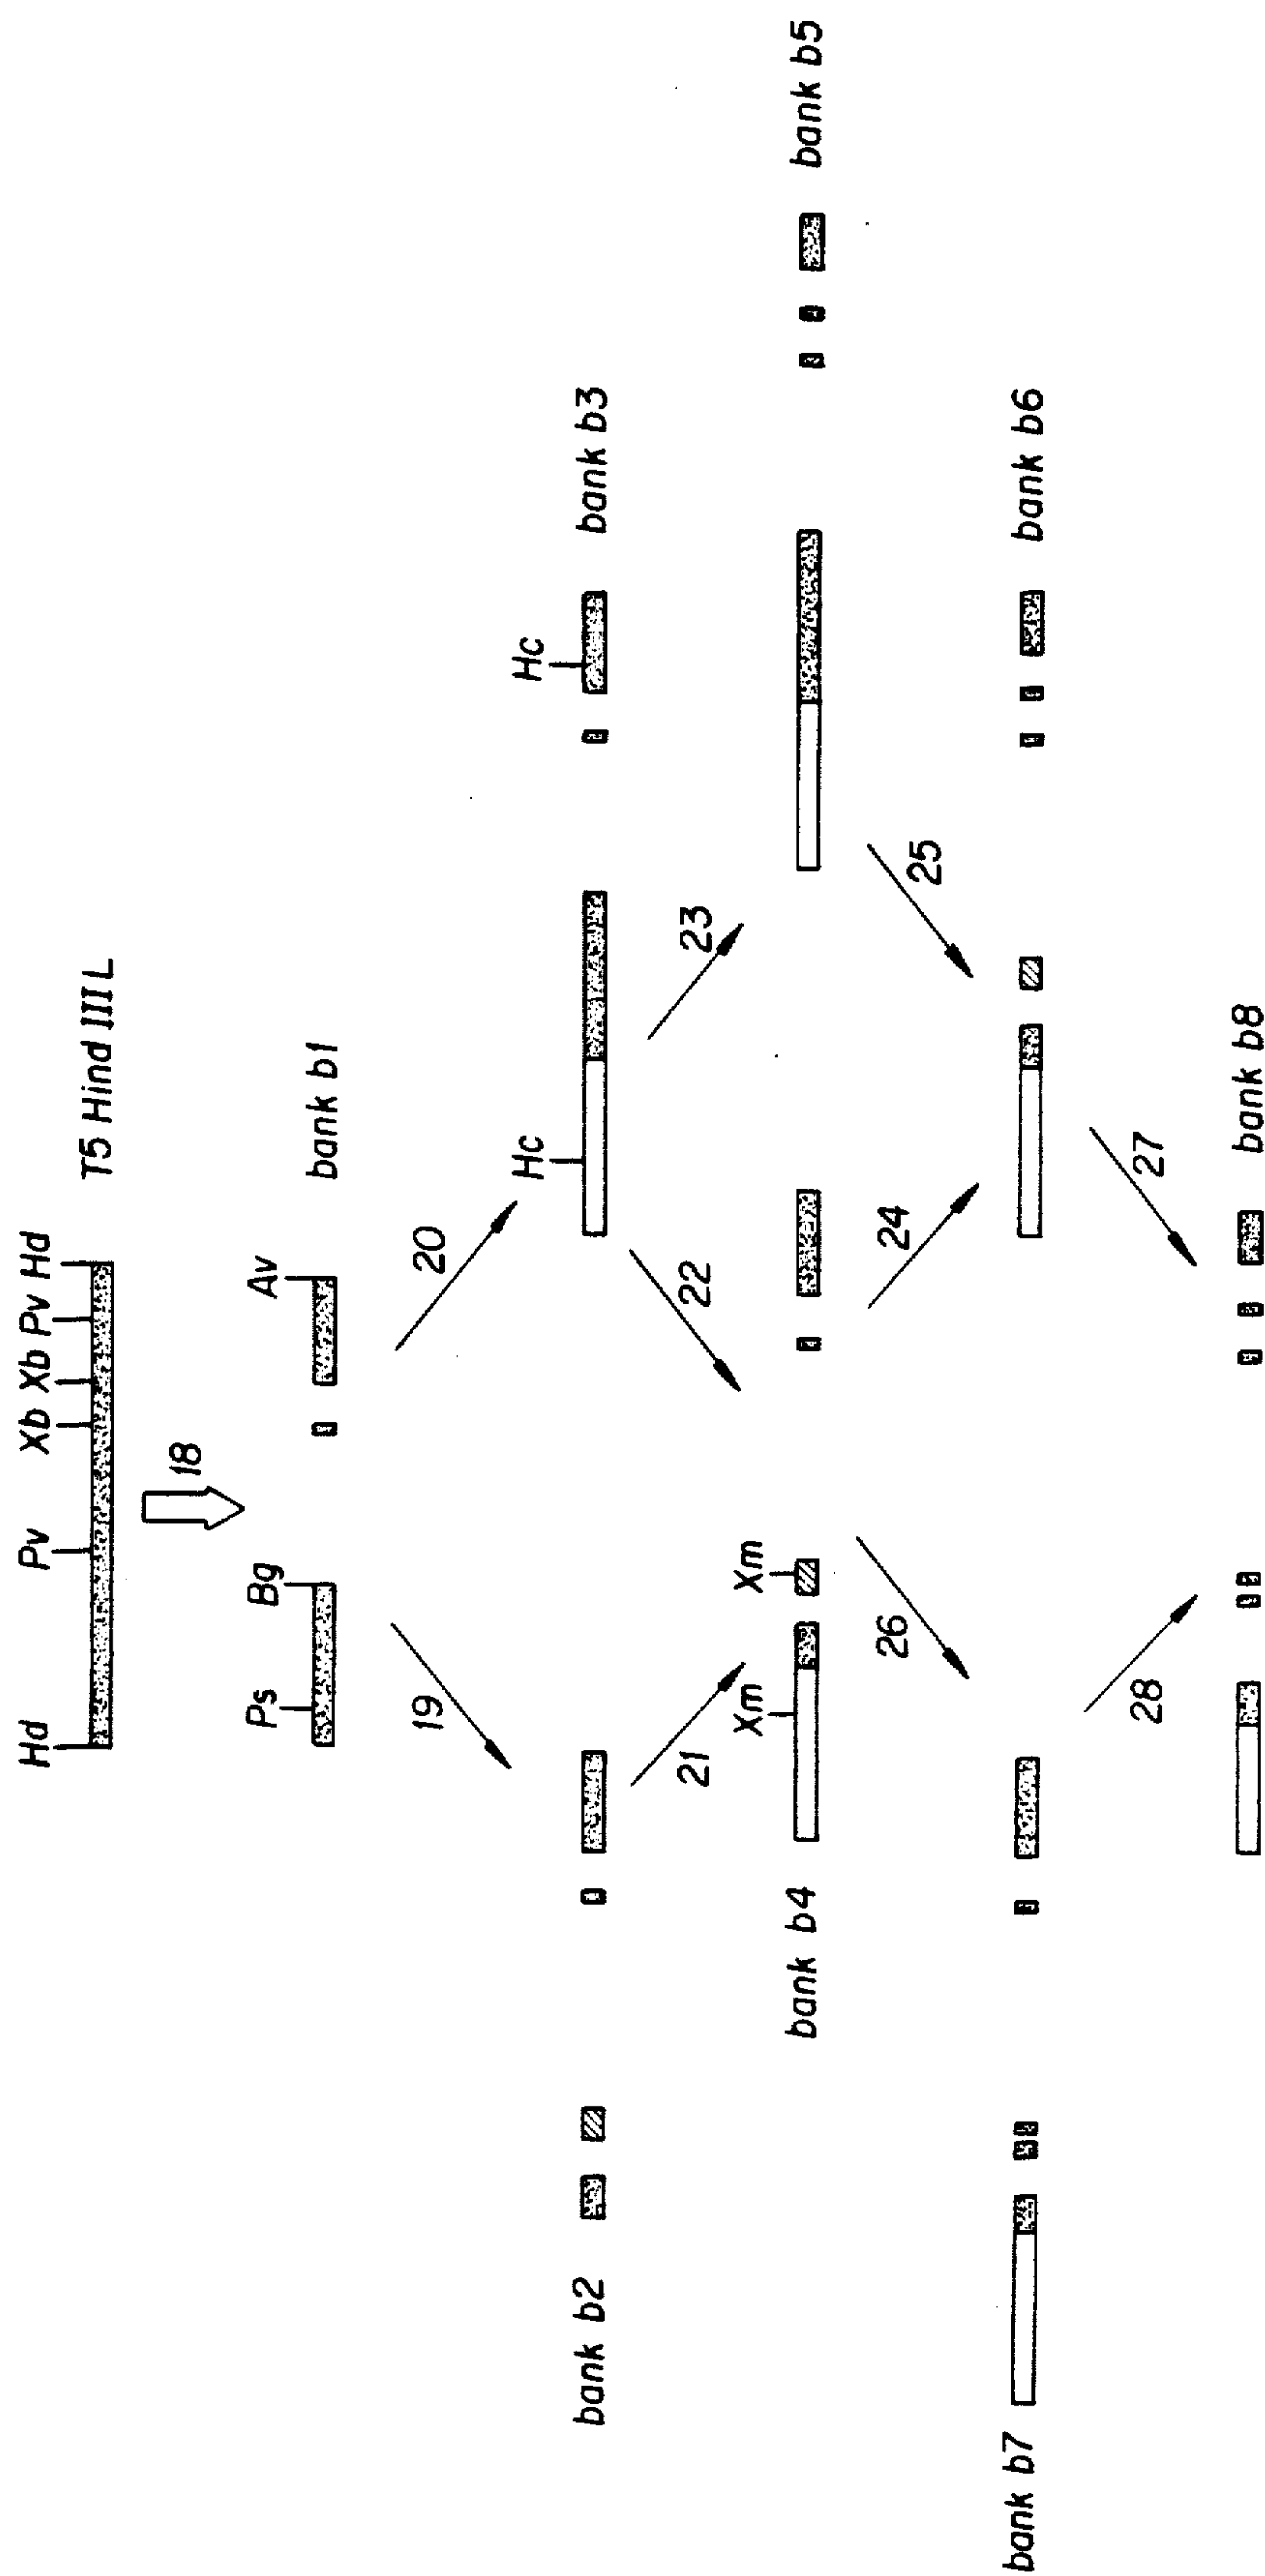 Hd Pv Xb Xb Pv Hd
T5 Hind III L
18
Ps Bg Av
bank b1
19 20
Hc Hc
bank b2
bank b3
21 22 23
Xm Xm
bank b4
bank b5
26 24 25
bank b7
bank b6
28 27
bank b8